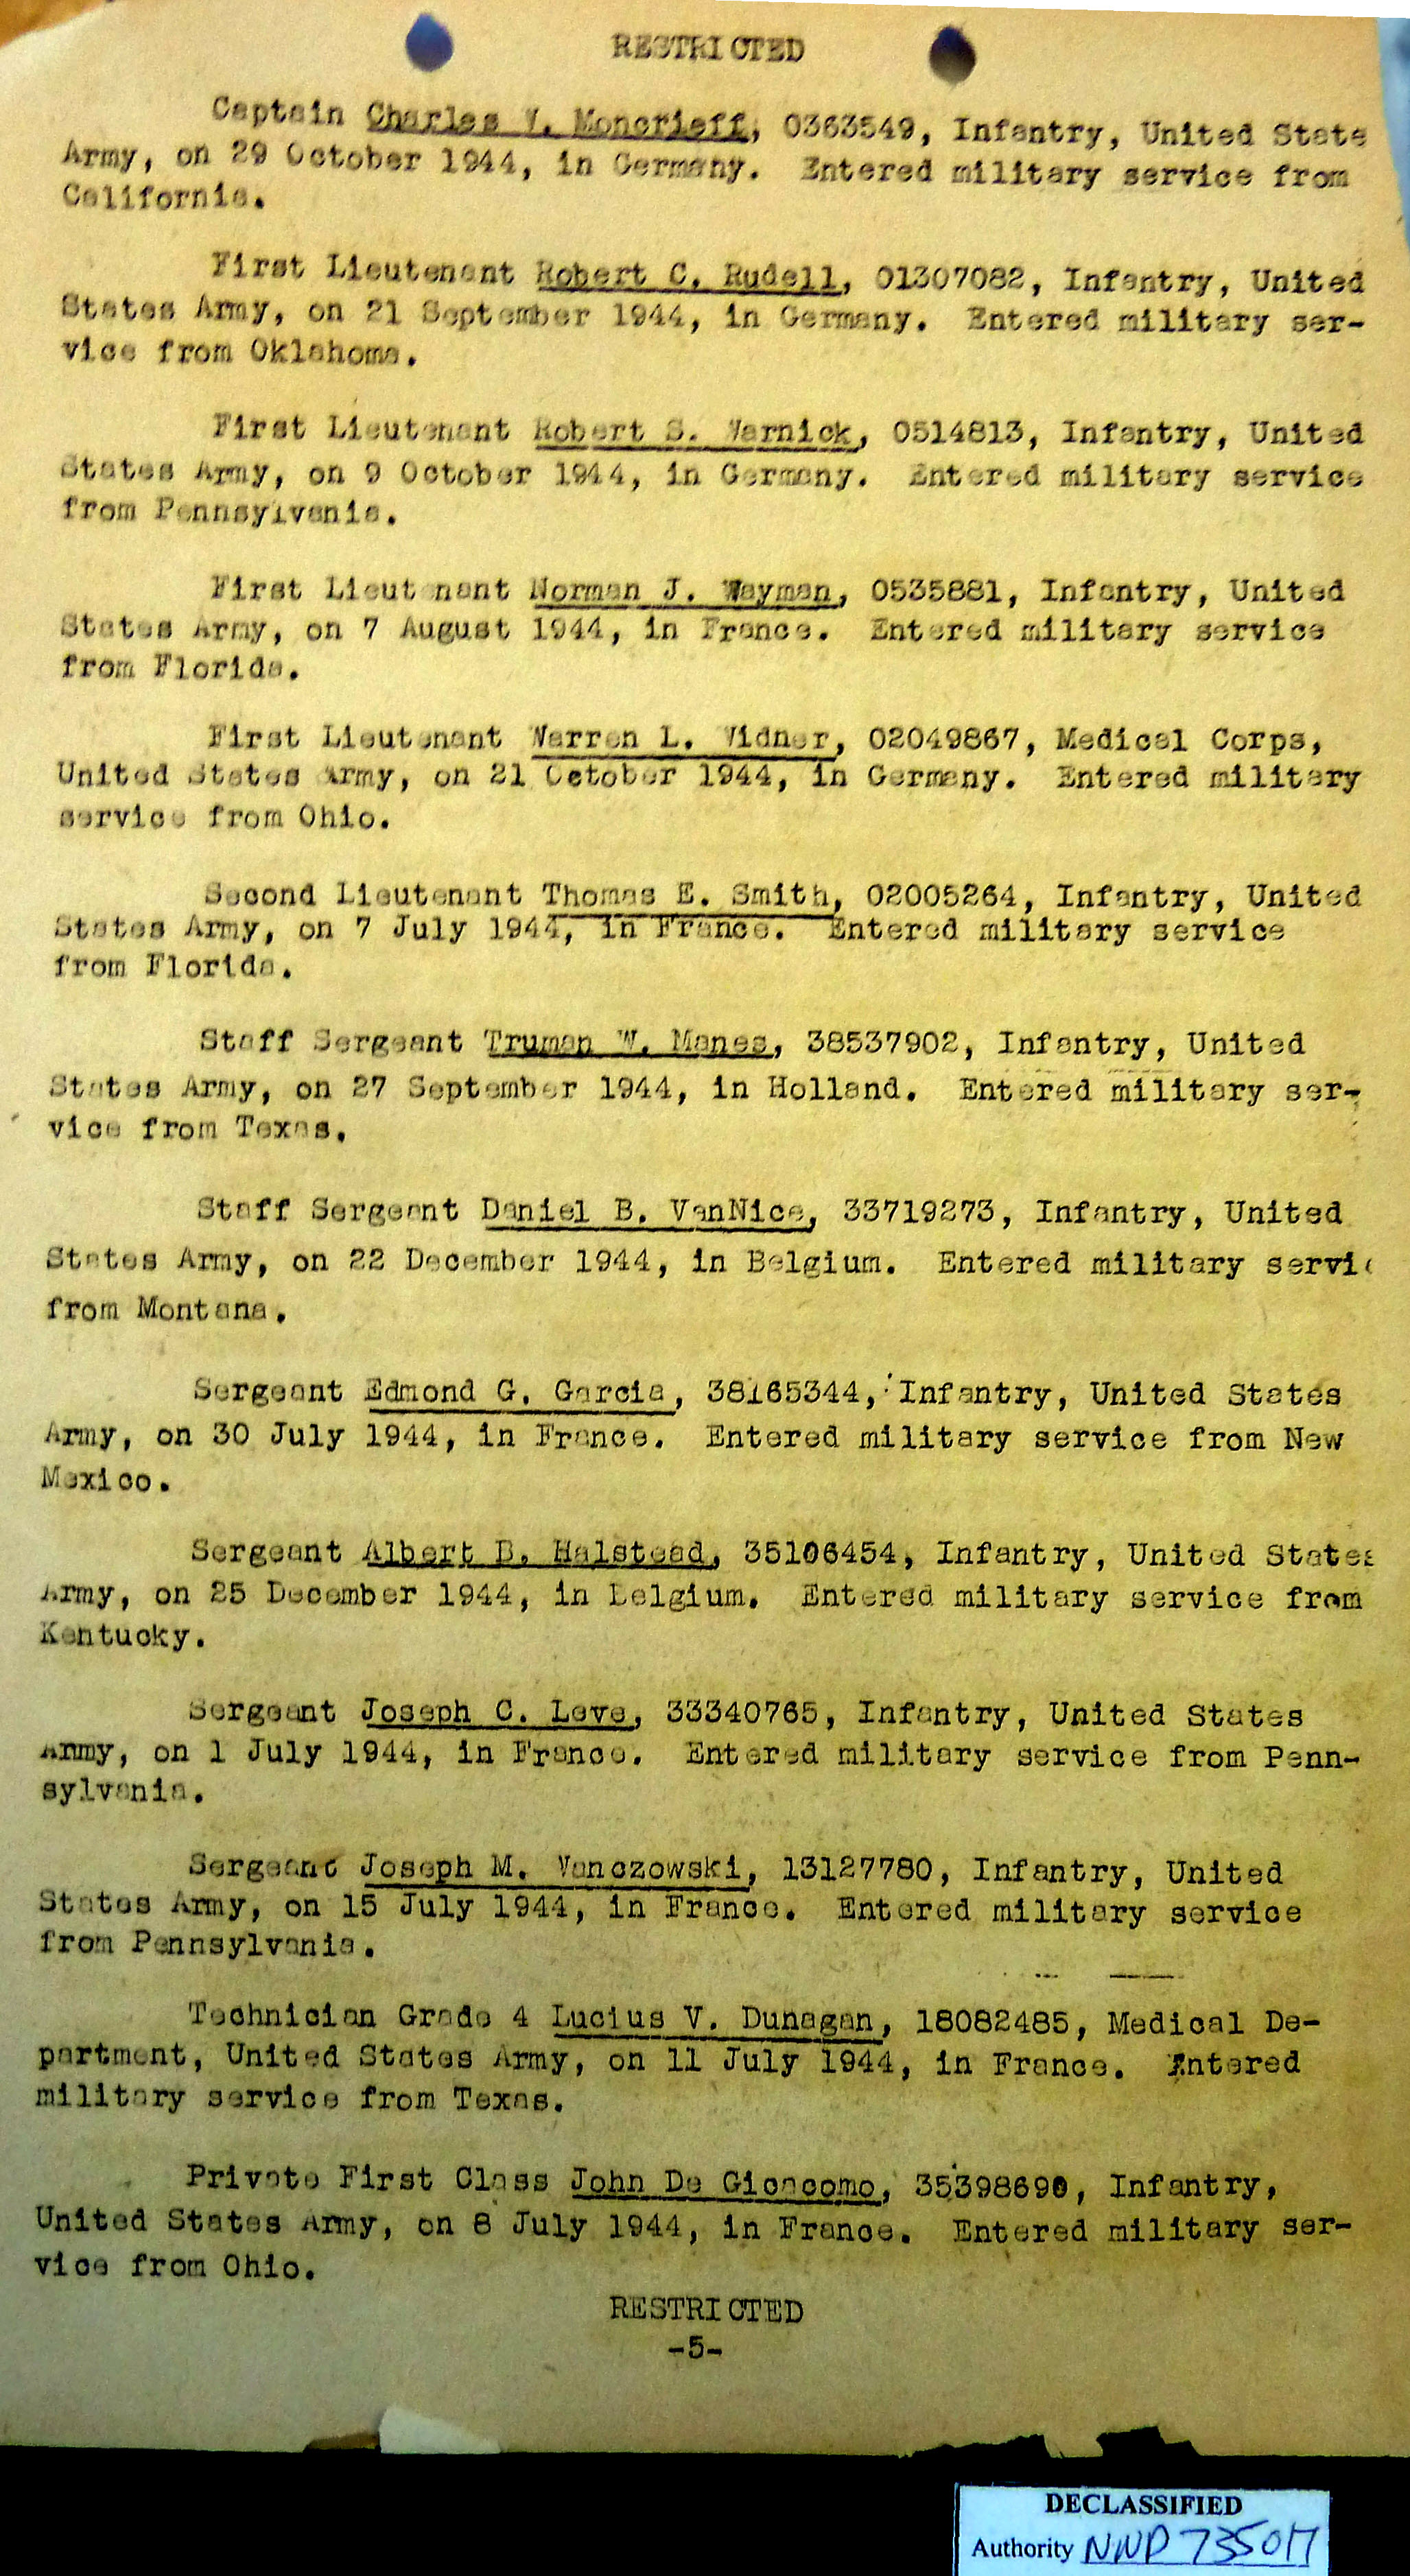 RESTRICTED
Captain Charles V. Moncrieff, 0363549, Infantry, United State
Army, on 29 October 1944, in Germany. Entered military service from
California.
First Lieutenant Robert C. Rudell, 01307082, Infantry, United
States Army, on 21 September 1944, in Germany. Entered military ser-
vice from Oklahoma.
First Lieutenant Robert S. Warnick, 0514813, Infantry, United
States Army, on 9 October 1944, in Germany. Entered military service
from Pennsylvania.
First Lieutenant Norman J. Wayman, 0535881, Infantry, United
States Army, on 7 August 1944, in France. Entered military service
from Florida.
First Lieutenant Warren L. Widner, 02049867, Medical Corps,
United States Army, on 21 October 1944, in Germany. Entered military
service from Ohio.
Second Lieutenant Thomas E. Smith, 02005264, Infantry, United
States Army, on 7 July 1944, in France. Entered military service
from Florida.
Staff Sergeant Truman W. Manes, 38537902, Infantry, United
States Army, on 27 September 1944, in Holland. Entered military ser-
vice from Texas.
Staff Sergeant Daniel B. VanNice, 33719273, Infantry, United
States Army, on 22 December 1944, in Belgium. Entered military servic
from Montana.
Sergeant Edmond G. Garcia, 38165344, Infantry, United States
Army, on 30 July 1944, in France. Entered military service from New
Mexico.
Sergeant Albert B. Halstead, 35106454, Infantry, United States
Army, on 25 December 1944, in Belgium. Entered military service from
Kentucky.
Sergeant Joseph C. Leve, 33340765, Infantry, United States
Army, on 1 July 1944, in France. Entered military service from Penn-
sylvania.
Sergeant Joseph M. Vanczowski, 13127780, Infantry, United
States Army, on 15 July 1944, in France. Entered military service
from Pennsylvania.
Technician Grade 4 Lucius V. Dunagan, 18082485, Medical De-
partment, United States Army, on 11 July 1944, in France. Entered
military service from Texas.
Private First Class John De Giacomo, 35398690, Infantry,
United States Army, on 8 July 1944, in France. Entered military ser-
vice from Ohio.
RESTRICTED
-5-
DECLASSIFIED
Authority NND 735017